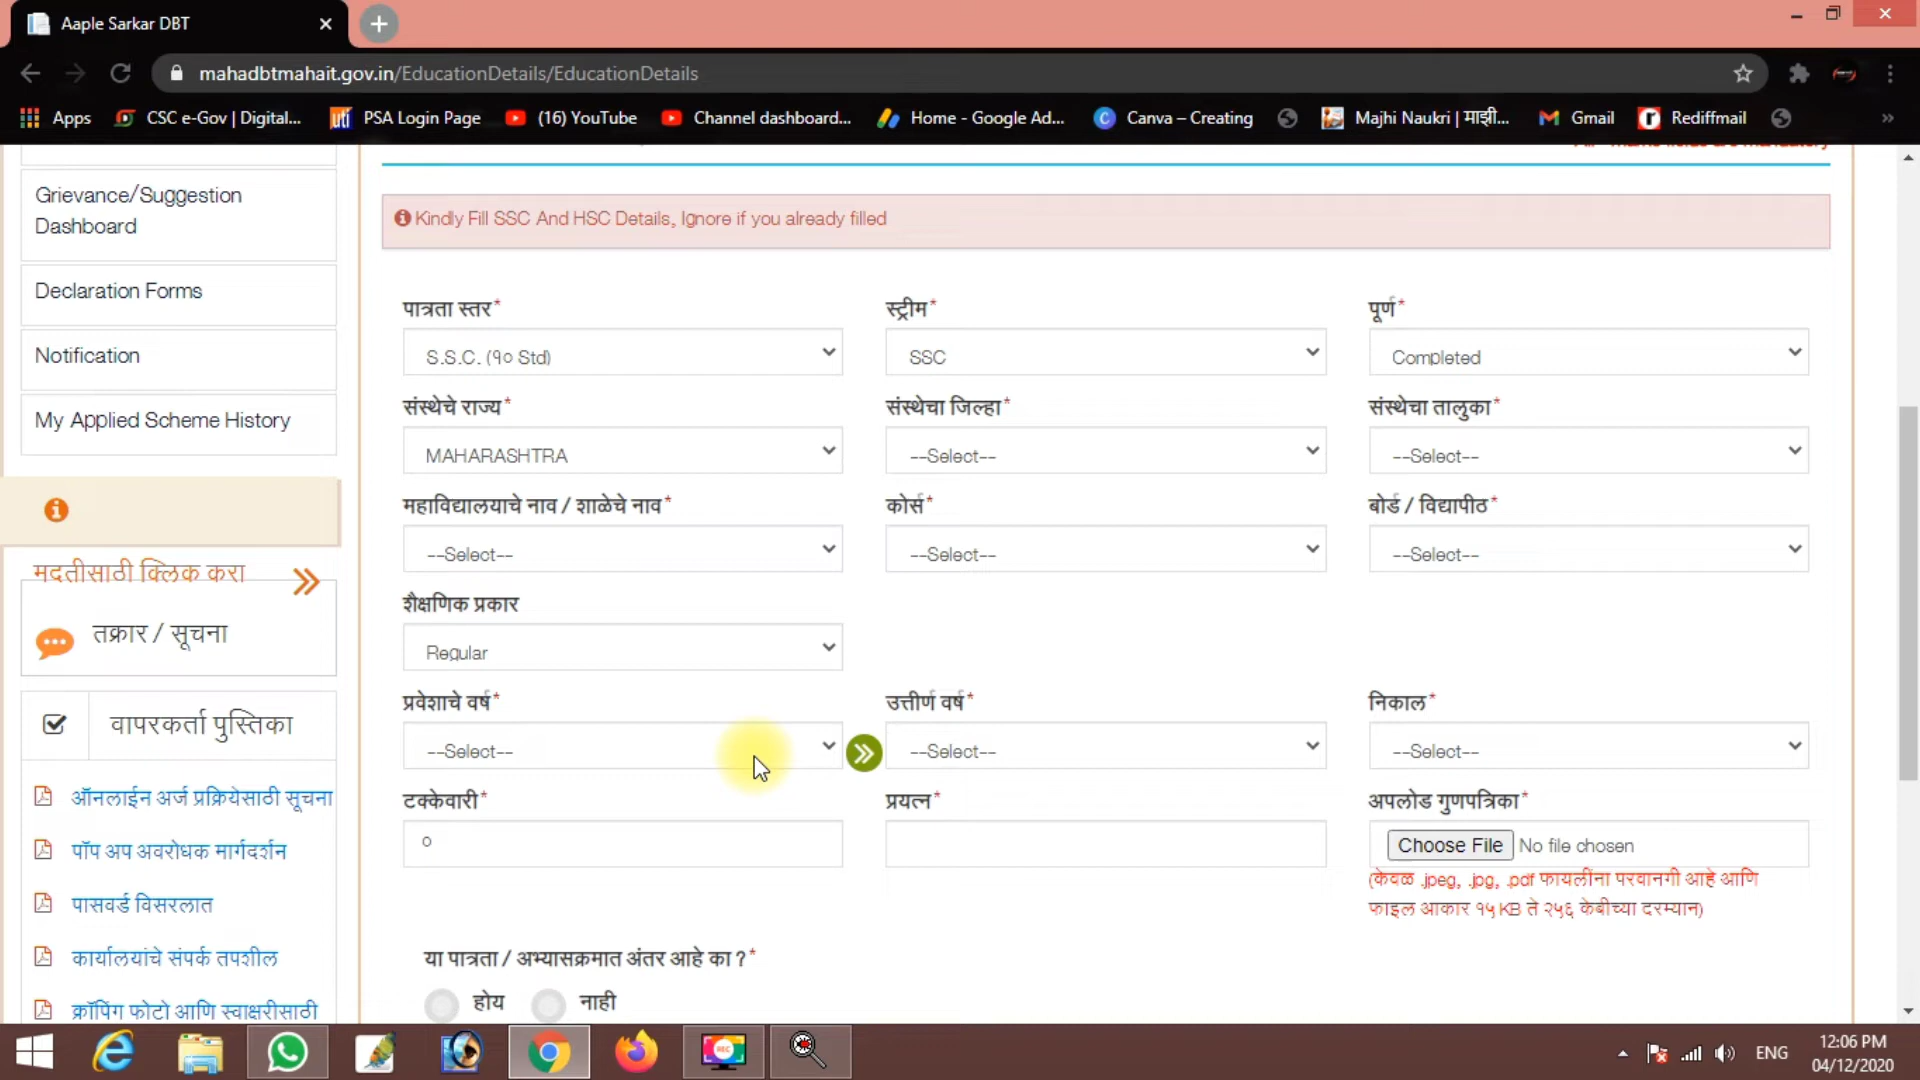 Aaple Sarkar DBT
mahadbtmahait.gov.in/EducationDetails/EducationDetails
Apps
CSC e-Gov | Digital...
uti PSA Login Page
(16) YouTube
Channel dashboard...
Home - Google Ad...
Canva – Creating
Majhi Naukri | माझी...
Gmail
Rediffmail
»
Grievance/Suggestion
Dashboard
Declaration Forms
Notification
My Applied Scheme History
मदतीसाठी क्लिक करा
तक्रार / सूचना
वापरकर्ता पुस्तिका
ऑनलाईन अर्ज प्रक्रियेसाठी सूचना
पॉप अप अवरोधक मार्गदर्शन
पासवर्ड विसरलात
कार्यालयांचे संपर्क तपशील
क्रॉपिंग फोटो आणि स्वाक्षरीसाठी
Kindly Fill SSC And HSC Details, Ignore if you already filled
पात्रता स्तर* स्ट्रीम* पूर्ण*
S.S.C. (१० Std) SSC Completed
संस्थेचे राज्य* संस्थेचा जिल्हा* संस्थेचा तालुका*
MAHARASHTRA --Select-- --Select--
महाविद्यालयाचे नाव / शाळेचे नाव* कोर्स* बोर्ड / विद्यापीठ*
--Select-- --Select-- --Select--
शैक्षणिक प्रकार
Regular
प्रवेशाचे वर्ष* उत्तीर्ण वर्ष* निकाल*
--Select-- --Select-- --Select--
टक्केवारी* प्रयत्न* अपलोड गुणपत्रिका*
० Choose File No file chosen
(केवळ .jpeg, .jpg, .pdf फायलींना परवानगी आहे आणि
फाइल आकार १५ KB ते २५६ केबीच्या दरम्यान)
या पात्रता / अभ्यासक्रमात अंतर आहे का ?*
होय नाही
REC
ENG
12:06 PM
04/12/2020